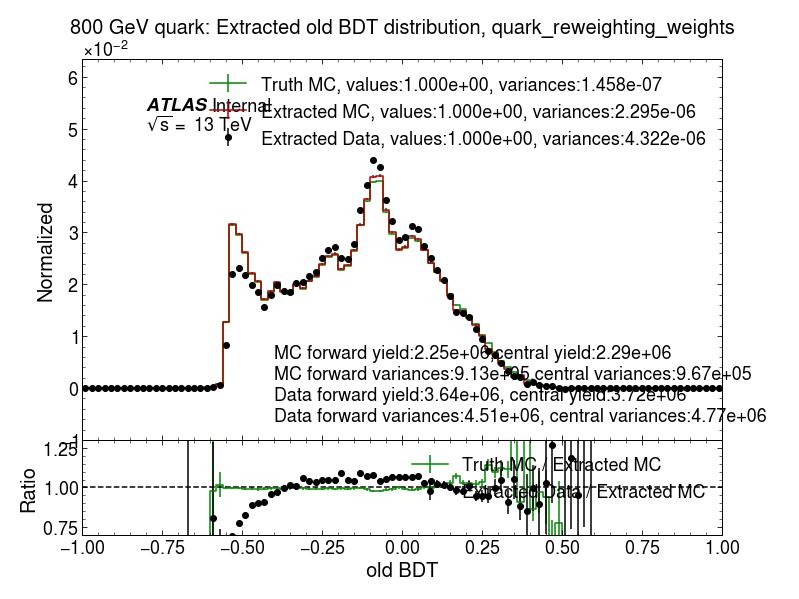 800 GeV quark: Extracted old BDT distribution, quark_reweighting_weights
×10−2
Truth MC, values:1.000e+00, variances:1.458e-07
ATLAS Internal
Extracted MC, values:1.000e+00, variances:2.295e-06
√s = 13 TeV
Extracted Data, values:1.000e+00, variances:4.322e-06
6
5
4
3
2
1
0
1
Normalized
MC forward yield:2.25e+06,central yield:2.29e+06
MC forward variances:9.13e+05,central variances:9.67e+05
Data forward yield:3.64e+06, central yield:3.72e+06
Data forward variances:4.51e+06, central variances:4.77e+06
1.25
1.00
0.75
Ratio
Truth MC / Extracted MC
Extracted Data / Extracted MC
−1.00 −0.75 −0.50 −0.25 0.00 0.25 0.50 0.75 1.00
old BDT